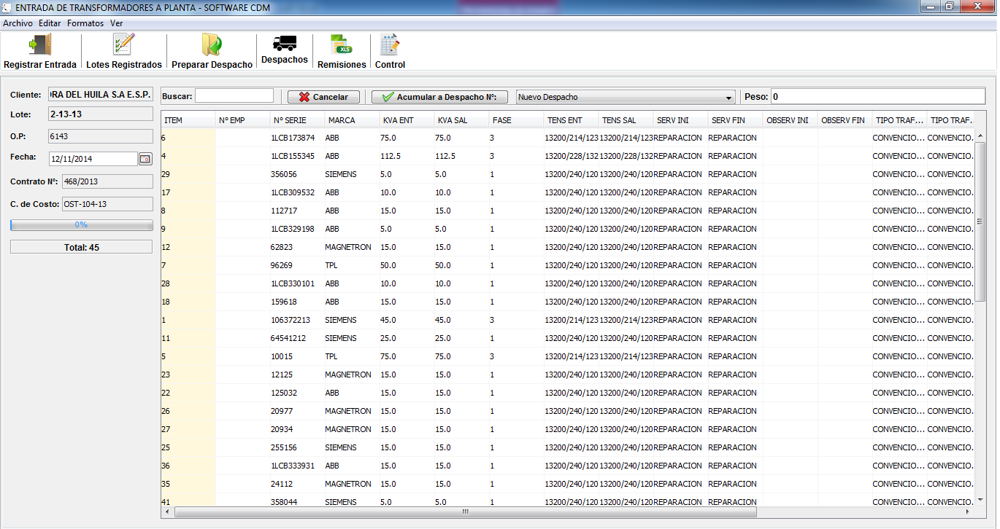 ENTRADA DE TRANSFORMADORES A PLANTA - SOFTWARE CDM
Archivo Editar Formatos Ver
Registrar Entrada Lotes Registrados Preparar Despacho Despachos XLS Remisiones Control
Cliente: ORA DEL HUILA S.A E.S.P. Buscar: Cancelar Acumular a Despacho N°: Nuevo Despacho Peso: 0
Lote: 2-13-13
O.P: 6143
Fecha: 12/11/2014
Contrato N°: 468/2013
C. de Costo: OST-104-13
0%
Total: 45
ITEM N° EMP N° SERIE MARCA KVA ENT KVA SAL FASE TENS ENT TENS SAL SERV INI SERV FIN OBSERV INI OBSERV FIN TIPO TRAF... TIPO TRAF.
6 1LCB173874 ABB 75.0 75.0 3 13200/214/123 13200/214/123 REPARACION REPARACION CONVENCIO... CONVENCIO.
4 1LCB155345 ABB 112.5 112.5 3 13200/228/132 13200/228/132 REPARACION REPARACION CONVENCIO... CONVENCIO.
29 356056 SIEMENS 5.0 5.0 1 13200/240/120 13200/240/120 REPARACION REPARACION CONVENCIO... CONVENCIO.
17 1LCB309532 ABB 10.0 10.0 1 13200/240/120 13200/240/120 REPARACION REPARACION CONVENCIO... CONVENCIO.
8 112717 ABB 15.0 15.0 1 13200/240/120 13200/240/120 REPARACION REPARACION CONVENCIO... CONVENCIO.
9 1LCB329198 ABB 5.0 5.0 1 13200/240/120 13200/240/120 REPARACION REPARACION CONVENCIO... CONVENCIO.
12 62823 MAGNETRON 15.0 15.0 1 13200/240/120 13200/240/120 REPARACION REPARACION CONVENCIO... CONVENCIO.
7 96269 TPL 50.0 50.0 1 13200/240/120 13200/240/120 REPARACION REPARACION CONVENCIO... CONVENCIO.
28 1LCB330101 ABB 10.0 10.0 1 13200/240/120 13200/240/120 REPARACION REPARACION CONVENCIO... CONVENCIO.
18 159618 ABB 15.0 15.0 1 13200/240/120 13200/240/120 REPARACION REPARACION CONVENCIO... CONVENCIO.
1 106372213 SIEMENS 45.0 45.0 3 13200/214/123 13200/214/123 REPARACION REPARACION CONVENCIO... CONVENCIO.
11 64541212 SIEMENS 25.0 25.0 1 13200/240/120 13200/240/120 REPARACION REPARACION CONVENCIO... CONVENCIO.
5 10015 TPL 75.0 75.0 3 13200/214/123 13200/214/123 REPARACION REPARACION CONVENCIO... CONVENCIO.
23 12125 MAGNETRON 15.0 15.0 1 13200/240/120 13200/240/120 REPARACION REPARACION CONVENCIO... CONVENCIO.
22 125032 ABB 15.0 15.0 1 13200/240/120 13200/240/120 REPARACION REPARACION CONVENCIO... CONVENCIO.
26 20977 MAGNETRON 15.0 15.0 1 13200/240/120 13200/240/120 REPARACION REPARACION CONVENCIO... CONVENCIO.
27 20934 MAGNETRON 15.0 15.0 1 13200/240/120 13200/240/120 REPARACION REPARACION CONVENCIO... CONVENCIO.
25 255156 SIEMENS 15.0 15.0 1 13200/240/120 13200/240/120 REPARACION REPARACION CONVENCIO... CONVENCIO.
36 1LCB333931 ABB 15.0 15.0 1 13200/240/120 13200/240/120 REPARACION REPARACION CONVENCIO... CONVENCIO.
35 24112 MAGNETRON 15.0 15.0 1 13200/240/120 13200/240/120 REPARACION REPARACION CONVENCIO... CONVENCIO.
41 358044 SIEMENS 5.0 5.0 1 13200/240/120 13200/240/120 REPARACION REPARACION CONVENCIO... CONVENCIO.